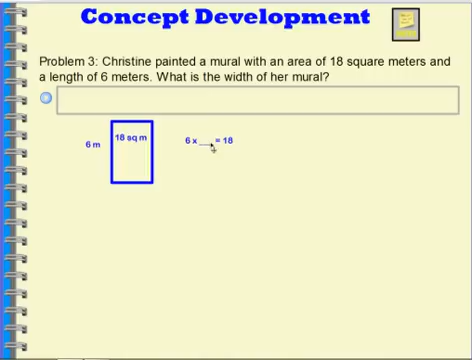 Concept Development
Problem 3: Christine painted a mural with an area of 18 square meters and
a length of 6 meters. What is the width of her mural?
6 m
18 sq m
6 x ___ = 18